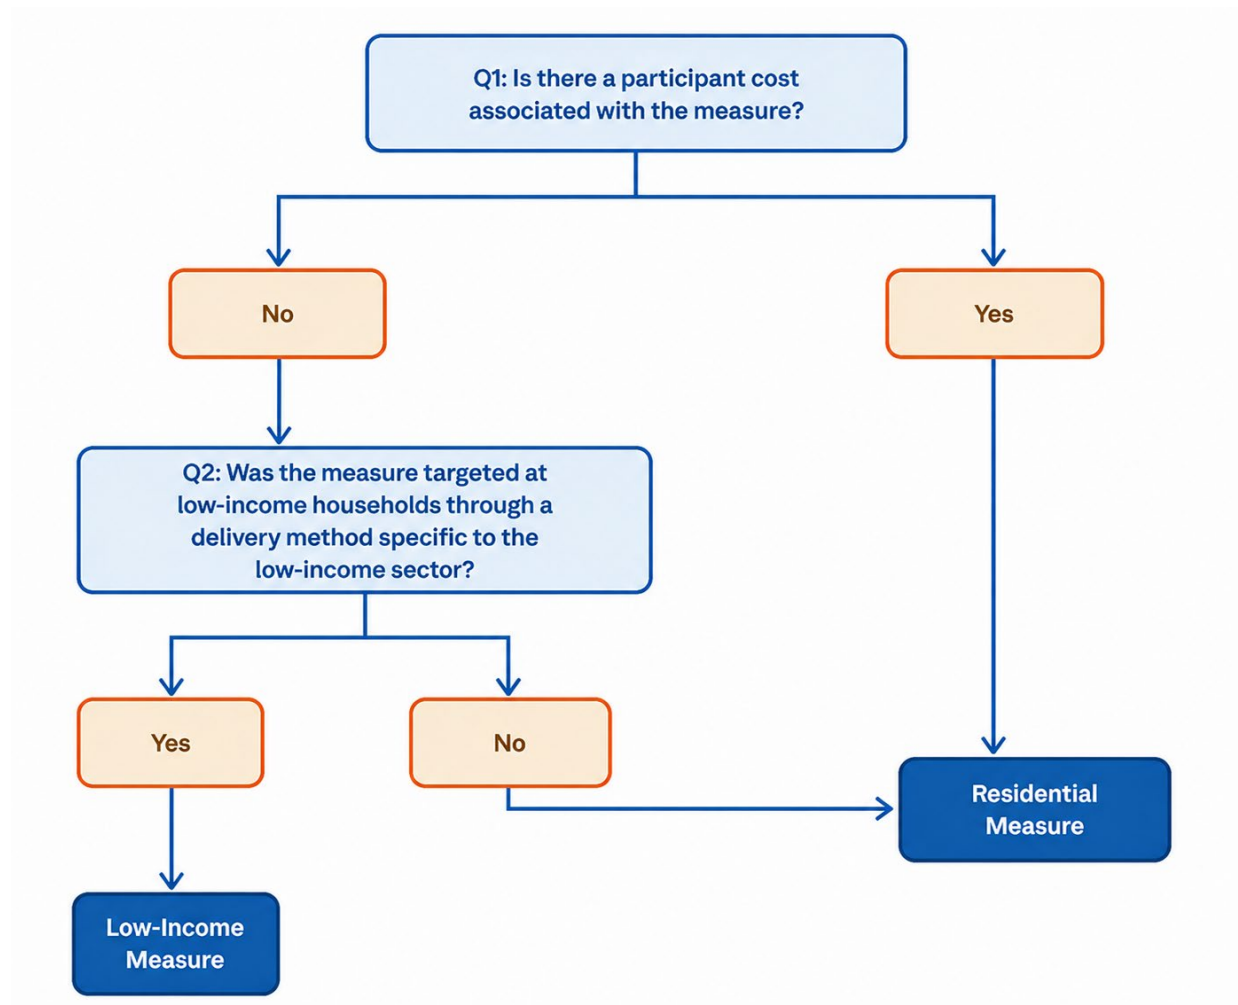 Q1: Is there a participant cost
associated with the measure?
No
Yes
Q2: Was the measure targeted at
low-income households through a
delivery method specific to the
low-income sector?
Yes
No
Residential
Measure
Low-Income
Measure